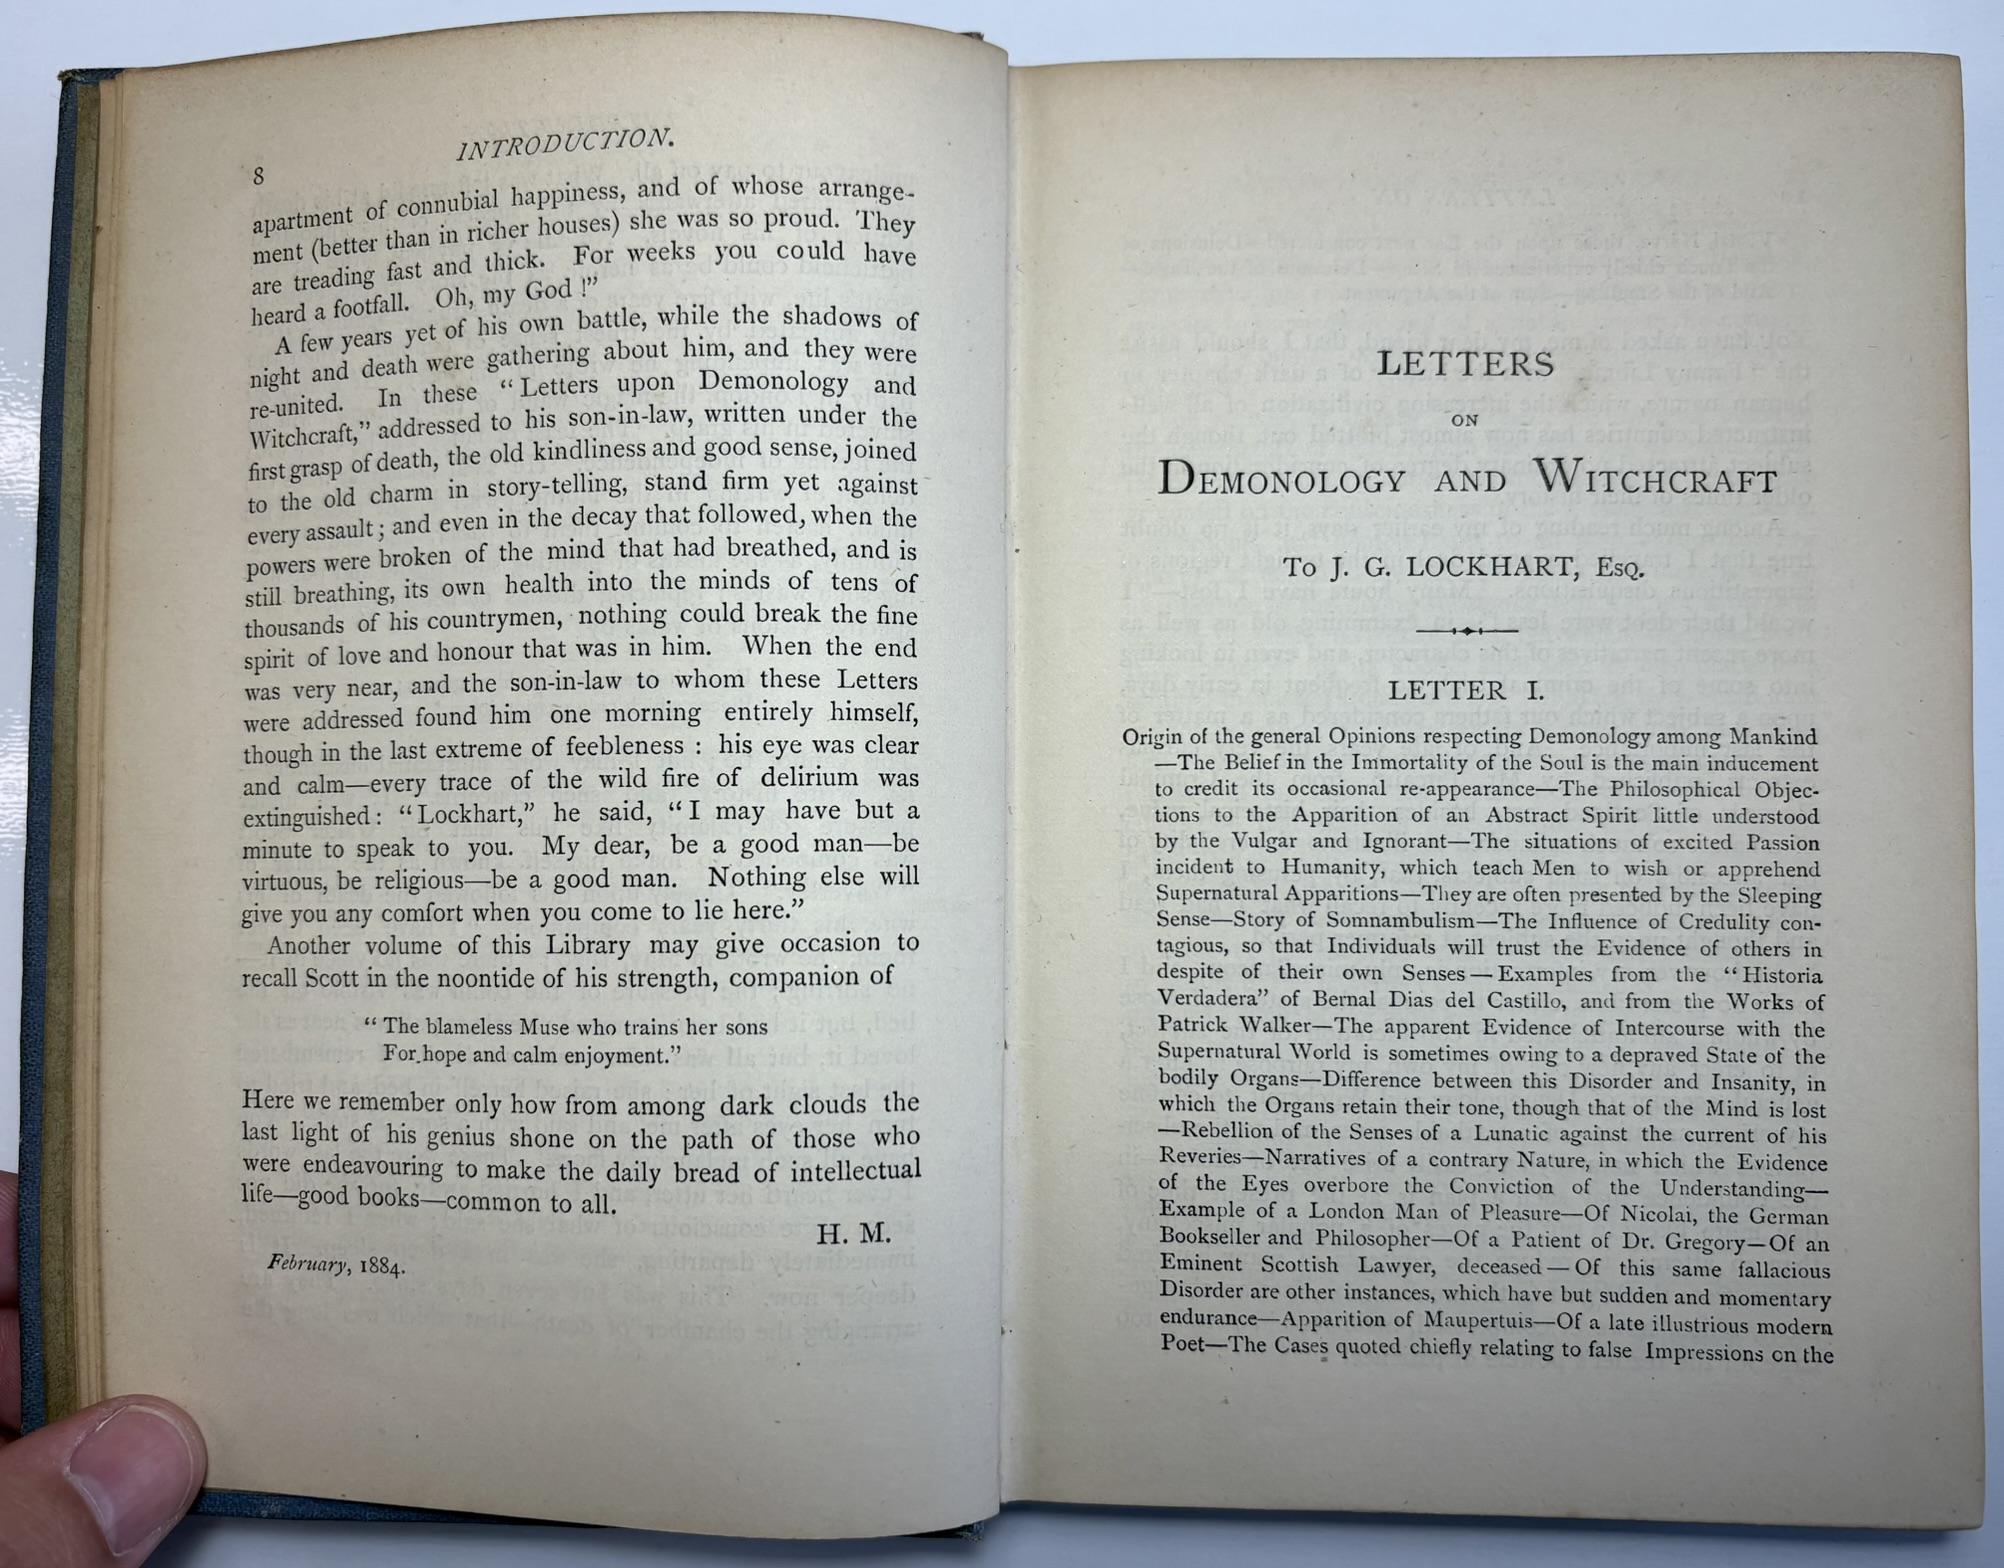 INTRODUCTION.
8
apartment of connubial happiness, and of whose arrange-
ment (better than in richer houses) she was so proud. They
are treading fast and thick. For weeks you could have
heard a footfall. Oh, my God !”
A few years yet of his own battle, while the shadows of
night and death were gathering about him, and they were
re-united. In these “Letters upon Demonology and
Witchcraft,” addressed to his son-in-law, written under the
first grasp of death, the old kindliness and good sense, joined
to the old charm in story-telling, stand firm yet against
every assault ; and even in the decay that followed, when the
powers were broken of the mind that had breathed, and is
still breathing, its own health into the minds of tens of
thousands of his countrymen, nothing could break the fine
spirit of love and honour that was in him. When the end
was very near, and the son-in-law to whom these Letters
were addressed found him one morning entirely himself,
though in the last extreme of feebleness : his eye was clear
and calm—every trace of the wild fire of delirium was
extinguished : “Lockhart,” he said, “I may have but a
minute to speak to you. My dear, be a good man—be
virtuous, be religious—be a good man. Nothing else will
give you any comfort when you come to lie here.”
Another volume of this Library may give occasion to
recall Scott in the noontide of his strength, companion of
“The blameless Muse who trains her sons
For hope and calm enjoyment.”
Here we remember only how from among dark clouds the
last light of his genius shone on the path of those who
were endeavouring to make the daily bread of intellectual
life—good books—common to all.
H. M.
February, 1884.
LETTERS
ON
DEMONOLOGY AND WITCHCRAFT
TO J. G. LOCKHART, ESQ.
LETTER I.
Origin of the general Opinions respecting Demonology among Mankind
—The Belief in the Immortality of the Soul is the main inducement
to credit its occasional re-appearance—The Philosophical Objec-
tions to the Apparition of an Abstract Spirit little understood
by the Vulgar and Ignorant—The situations of excited Passion
incident to Humanity, which teach Men to wish or apprehend
Supernatural Apparitions—They are often presented by the Sleeping
Sense—Story of Somnambulism—The Influence of Credulity con-
tagious, so that Individuals will trust the Evidence of others in
despite of their own Senses—Examples from the “Historia
Verdadera” of Bernal Dias del Castillo, and from the Works of
Patrick Walker—The apparent Evidence of Intercourse with the
Supernatural World is sometimes owing to a depraved State of the
bodily Organs—Difference between this Disorder and Insanity, in
which the Organs retain their tone, though that of the Mind is lost
—Rebellion of the Senses of a Lunatic against the current of his
Reveries—Narratives of a contrary Nature, in which the Evidence
of the Eyes overbore the Conviction of the Understanding—
Example of a London Man of Pleasure—Of Nicolai, the German
Bookseller and Philosopher—Of a Patient of Dr. Gregory—Of an
Eminent Scottish Lawyer, deceased—Of this same fallacious
Disorder are other instances, which have but sudden and momentary
endurance—Apparition of Maupertuis—Of a late illustrious modern
Poet—The Cases quoted chiefly relating to false Impressions on the